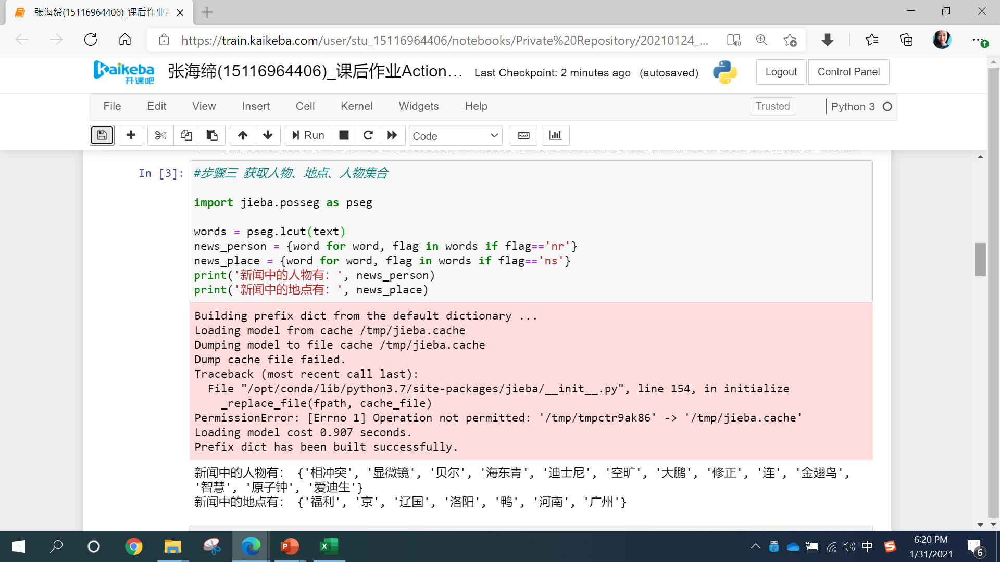 张海缔(15116964406)_课后作业A
https://train.kaikeba.com/user/stu_15116964406/notebooks/Private%20Repository/20210124_...
Kaikeba
开课吧
张海缔(15116964406)_课后作业Action... Last Checkpoint: 2 minutes ago (autosaved)
Logout Control Panel
File Edit View Insert Cell Kernel Widgets Help
Trusted Python 3
Run Code
In [3]: #步骤三 获取人物、地点、人物集合
import jieba.posseg as pseg
words = pseg.lcut(text)
news_person = {word for word, flag in words if flag=='nr'}
news_place = {word for word, flag in words if flag=='ns'}
print('新闻中的人物有：', news_person)
print('新闻中的地点有：', news_place)
Building prefix dict from the default dictionary ...
Loading model from cache /tmp/jieba.cache
Dumping model to file cache /tmp/jieba.cache
Dump cache file failed.
Traceback (most recent call last):
  File "/opt/conda/lib/python3.7/site-packages/jieba/__init__.py", line 154, in initialize
    _replace_file(fpath, cache_file)
PermissionError: [Errno 1] Operation not permitted: '/tmp/tmpctr9ak86' -> '/tmp/jieba.cache'
Loading model cost 0.907 seconds.
Prefix dict has been built successfully.
新闻中的人物有： {'相冲突', '显微镜', '贝尔', '海东青', '迪士尼', '空旷', '大鹏', '修正', '连', '金翅鸟',
'智慧', '原子钟', '爱迪生'}
新闻中的地点有： {'福利', '京', '辽国', '洛阳', '鸭', '河南', '广州'}
中
6:20 PM
1/31/2021
6